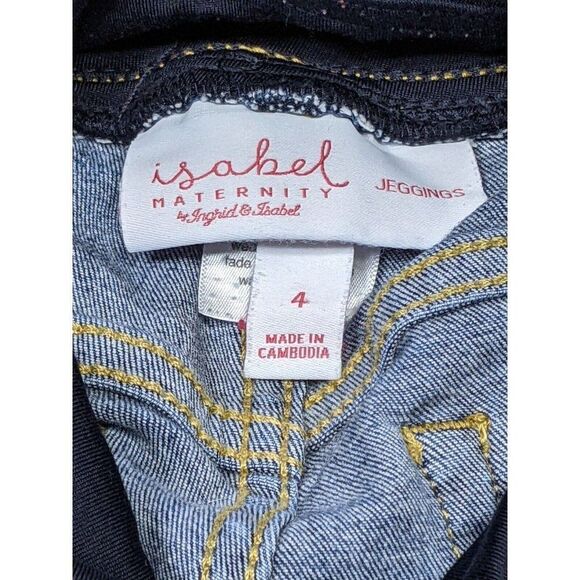 isabel
MATERNITY
by Ingrid & Isabel
JEGGINGS
4
MADE IN
CAMBODIA